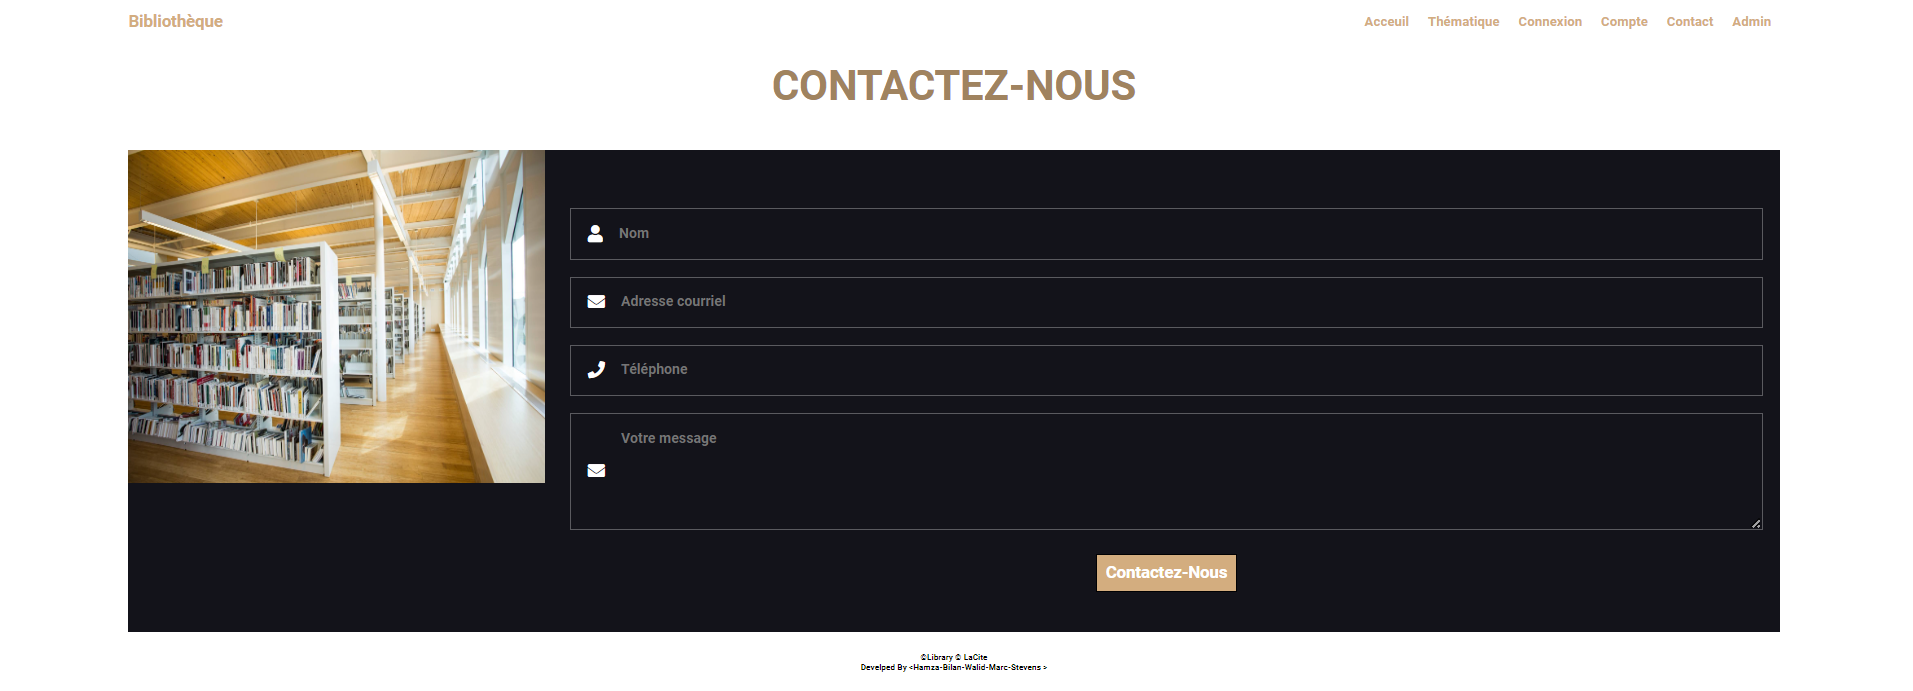 Bibliothèque
Acceuil Thématique Connexion Compte Contact Admin
CONTACTEZ-NOUS
Nom
Adresse courriel
Téléphone
Votre message
Contactez-Nous
©Library © LaCite
Develped By <Hamza-Bilan-Walid-Marc-Stevens >